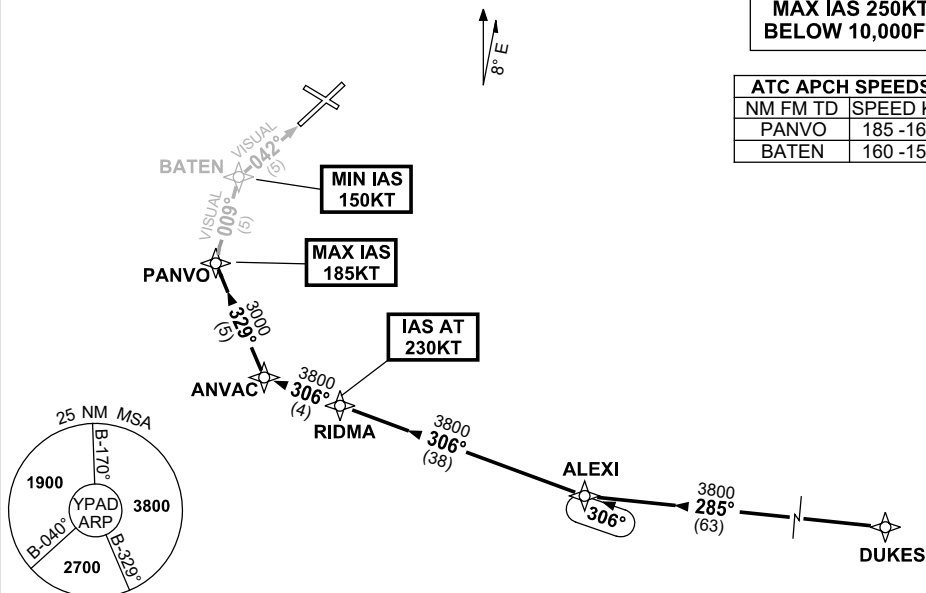 MAX IAS 250KT
BELOW 10,000F
8° E
ATC APCH SPEEDS
NM FM TD SPEED K
PANVO 185 -16
BATEN 160 -15
VISUAL
042°
(5)
BATEN
MIN IAS
150KT
VISUAL
009°
(5)
PANVO
MAX IAS
185KT
3000
329°
(5)
IAS AT
230KT
ANVAC
3800
306°
(4)
RIDMA
3800
306°
(38)
ALEXI
306°
3800
285°
(63)
DUKES
25 NM MSA
B-170°
1900
YPAD
ARP
3800
B-040°
B-329°
2700